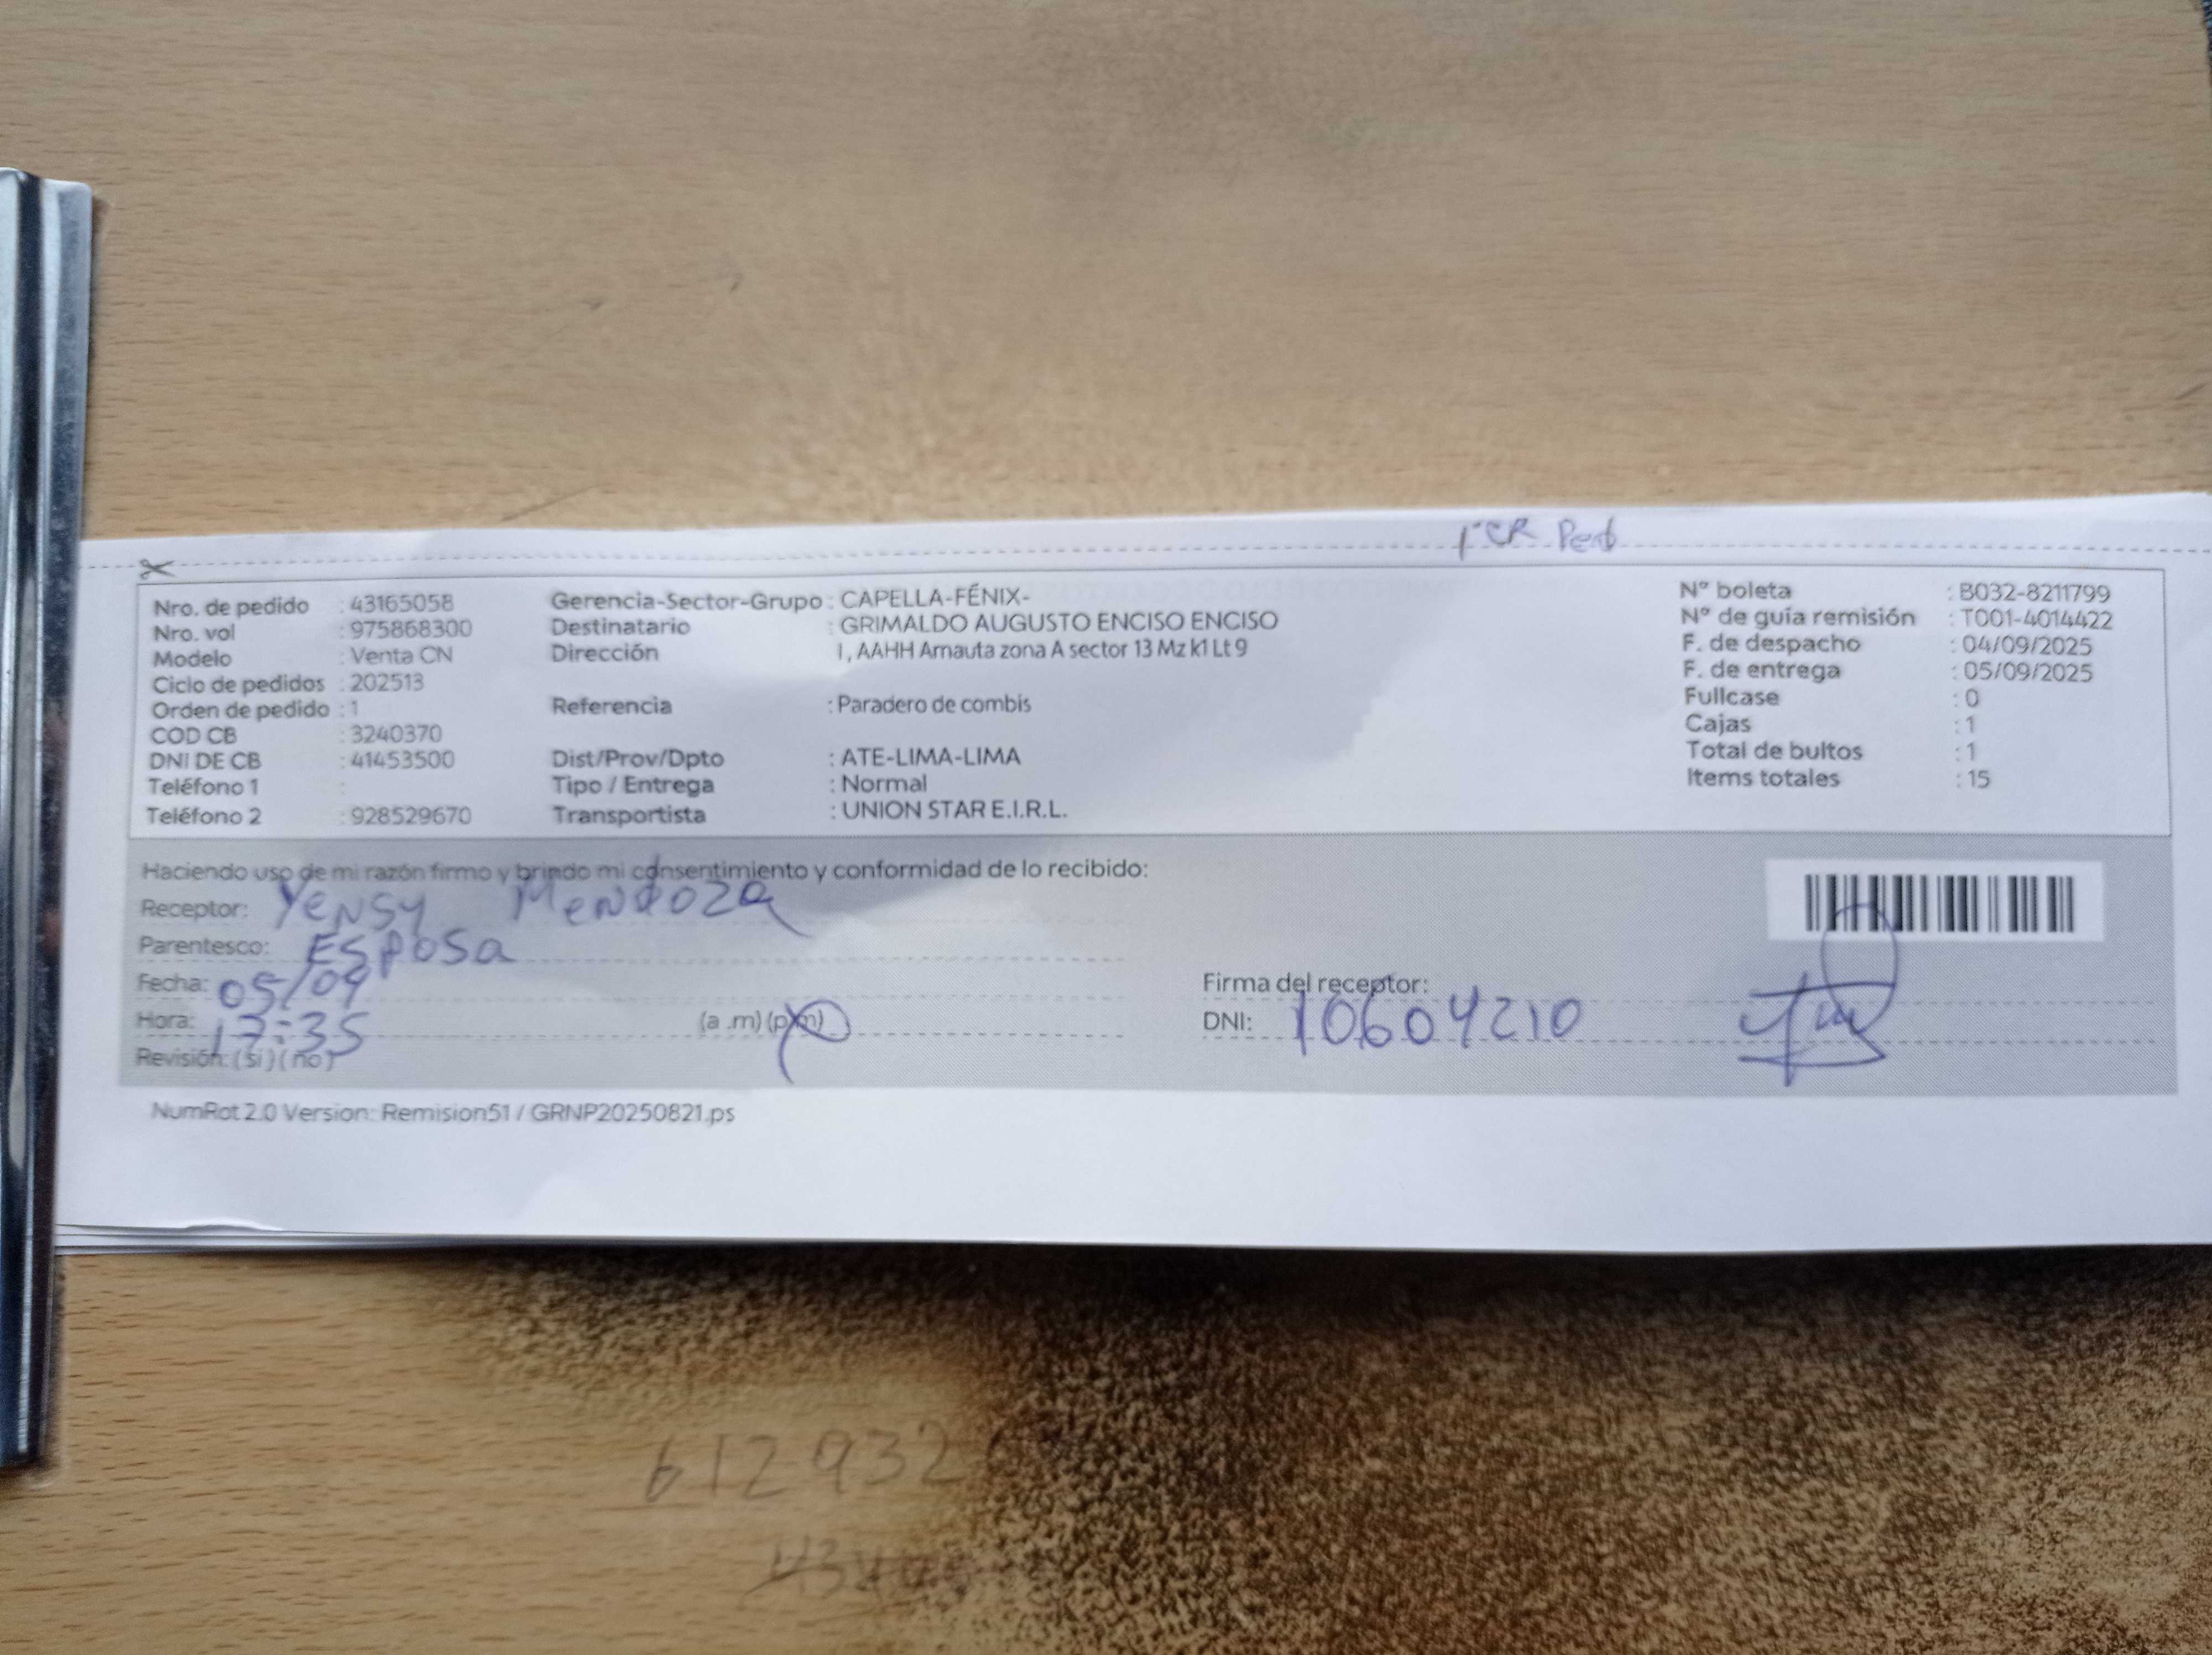 1°CR Ped
Nro. de pedido : 43165058 Gerencia-Sector-Grupo : CAPELLA-FÉNIX- N° boleta : B032-8211799
Nro. vol : 975868300 Destinatario : GRIMALDO AUGUSTO ENCISO ENCISO N° de guía remisión : T001-4014422
Modelo : Venta CN Dirección I , AAHH Amauta zona A sector 13 Mz k1 Lt 9 F. de despacho : 04/09/2025
Ciclo de pedidos : 202513 F. de entrega : 05/09/2025
Orden de pedido : 1 Referencia : Paradero de combis Fullcase : 0
COD CB : 3240370 Cajas : 1
DNI DE CB : 41453500 Dist/Prov/Dpto : ATE-LIMA-LIMA Total de bultos : 1
Teléfono 1 : Tipo / Entrega : Normal Items totales : 15
Teléfono 2 : 928529670 Transportista : UNION STAR E.I.R.L.
Haciendo uso de mi razón firmo y brindo mi consentimiento y conformidad de lo recibido:
Receptor: Yensy Mendoza
Parentesco: Esposa
Fecha: 05/09 Firma del receptor:
Hora: 17:35 (a .m) (p.m) DNI: 10604210
Revisión: ( si ) ( no )
NumRot 2.0 Version: Remision51 / GRNP20250821.ps
612932